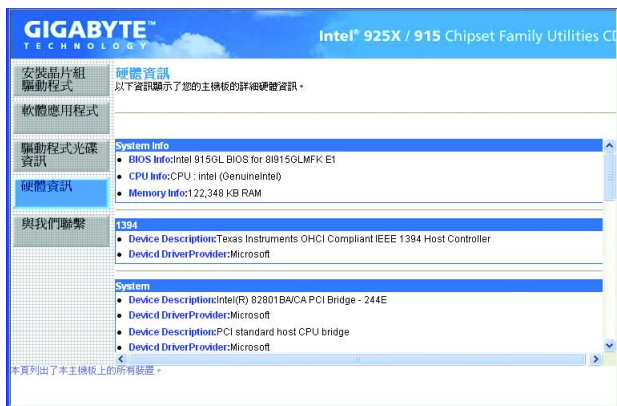 GIGABYTE™
TECHNOLOGY
Intel® 925X / 915 Chipset Family Utilities CD
安裝晶片組
驅動程式
軟體應用程式
驅動程式光碟
資訊
硬體資訊
與我們聯繫
硬體資訊
以下資訊顯示了您的主機板的詳細硬體資訊。
System Info
• BIOS Info:Intel 915GL BIOS for 8I915GLMFK E1
• CPU Info:CPU : intel (GenuineIntel)
• Memory Info:122,348 KB RAM
1394
• Device Description:Texas Instruments OHCI Compliant IEEE 1394 Host Controller
• Devicd DriverProvider:Microsoft
System
• Device Description:Intel(R) 82801BA/CA PCI Bridge - 244E
• Devicd DriverProvider:Microsoft
• Device Description:PCI standard host CPU bridge
• Devicd DriverProvider:Microsoft
本頁列出了本主機板上的所有裝置。